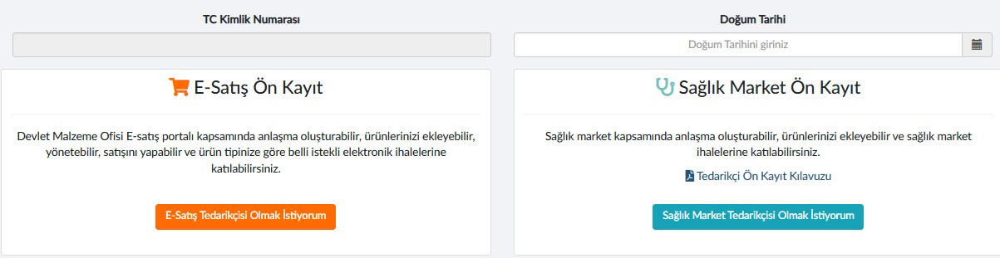 TC Kimlik Numarası
Doğum Tarihi
Doğum Tarihini giriniz
E-Satış Ön Kayıt
Devlet Malzeme Ofisi E-satış portalı kapsamında anlaşma oluşturabilir, ürünlerinizi ekleyebilir,
yönetebilir, satışını yapabilir ve ürün tipinize göre belli istekli elektronik ihalelerine
katılabilirsiniz.
E-Satış Tedarikçisi Olmak İstiyorum
Sağlık Market Ön Kayıt
Sağlık market kapsamında anlaşma oluşturabilir, ürünlerinizi ekleyebilir ve sağlık market
ihalelerine katılabilirsiniz.
Tedarikçi Ön Kayıt Kılavuzu
Sağlık Market Tedarikçisi Olmak İstiyorum